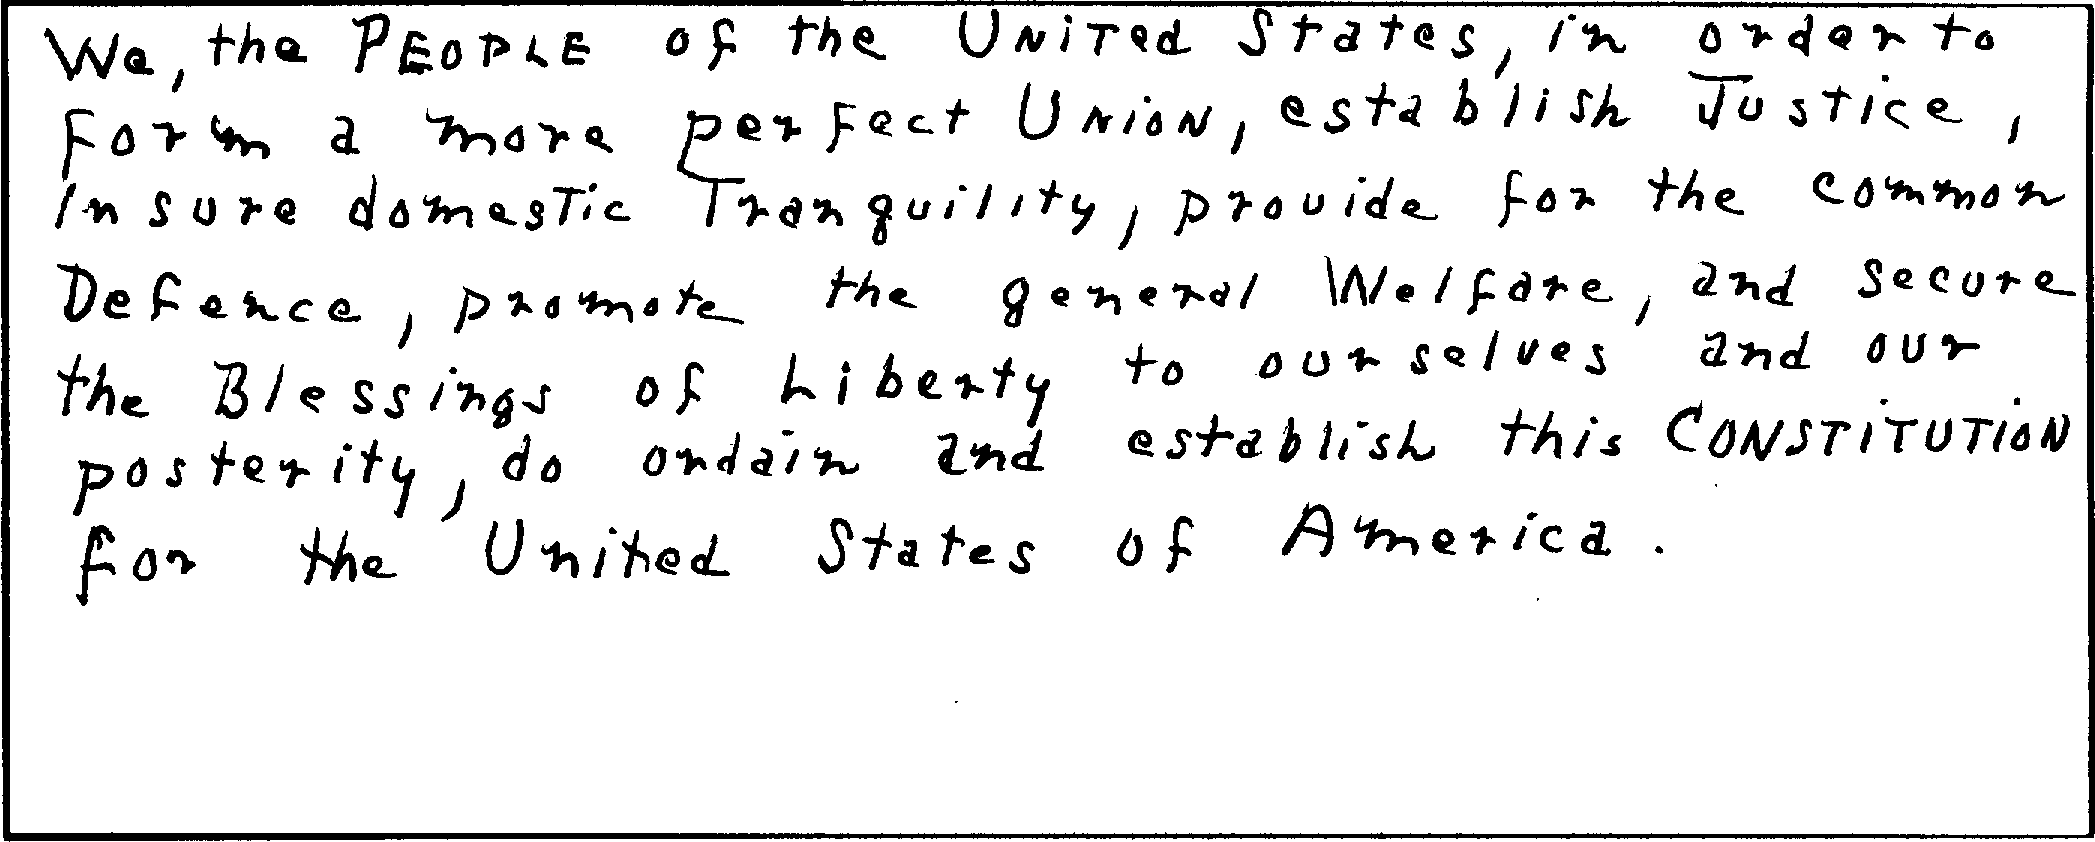 We, the PEOPLE of the UNiTed States, in order to
form a more perfect UNiON, establish Justice,
insure domesTic Tranquility, provide for the common
Defence, promote the general Welfare, and secure
the Blessings of Liberty to ourselves and our
posterity, do ordain and establish this CONSTiTUTiON
for the United States of America.